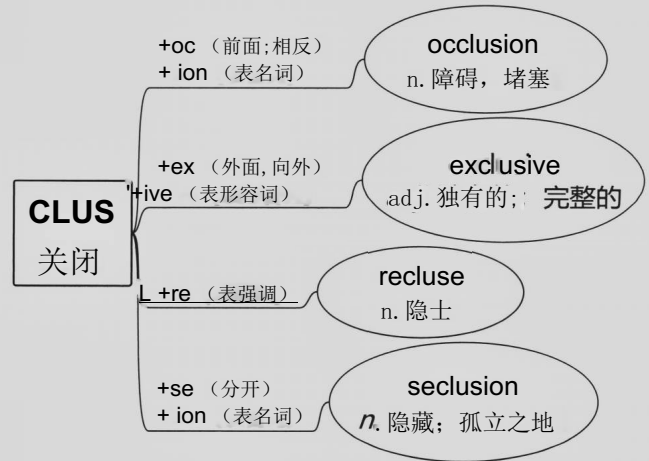 CLUS
关闭
+oc（前面;相反）
+ ion（表名词）
occlusion
n.障碍，堵塞
+ex（外面,向外）
+ive（表形容词）
exclusive
adj.独有的; 完整的
L +re（表强调）
recluse
n.隐士
+se（分开）
+ ion（表名词）
seclusion
n.隐藏；孤立之地